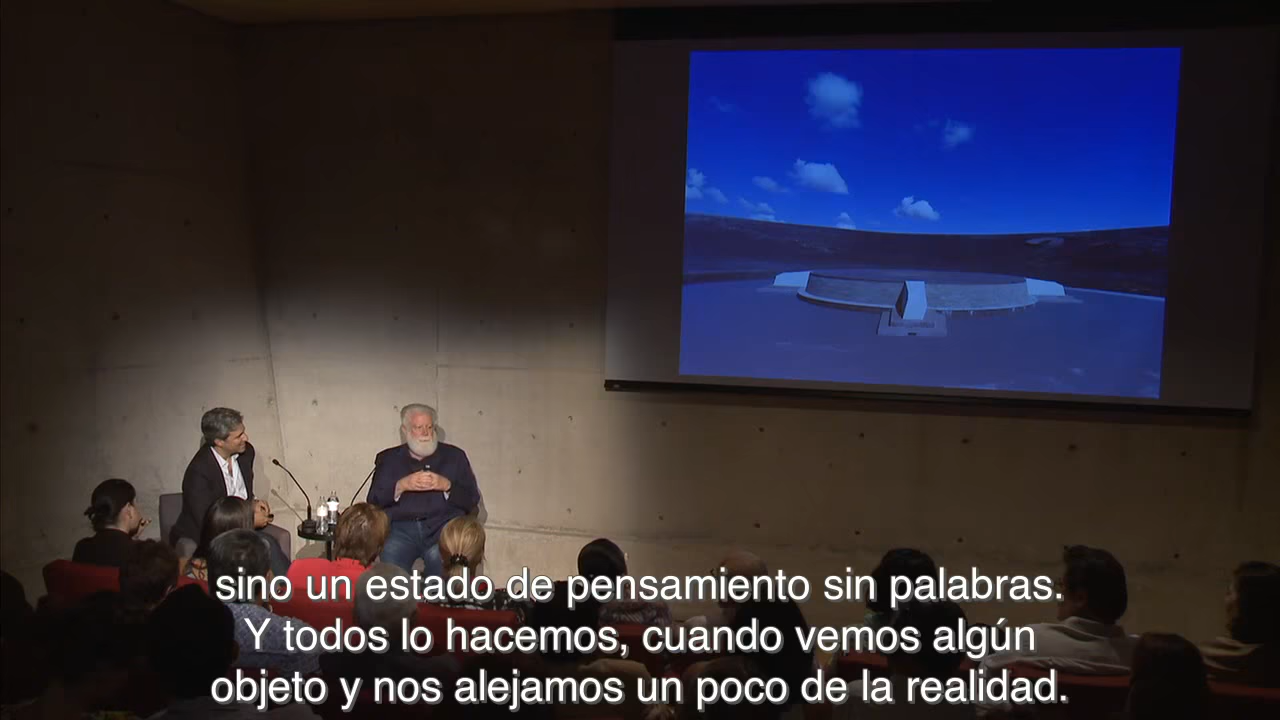 sino un estado de pensamiento sin palabras.
Y todos lo hacemos, cuando vemos algún
objeto y nos alejamos un poco de la realidad.